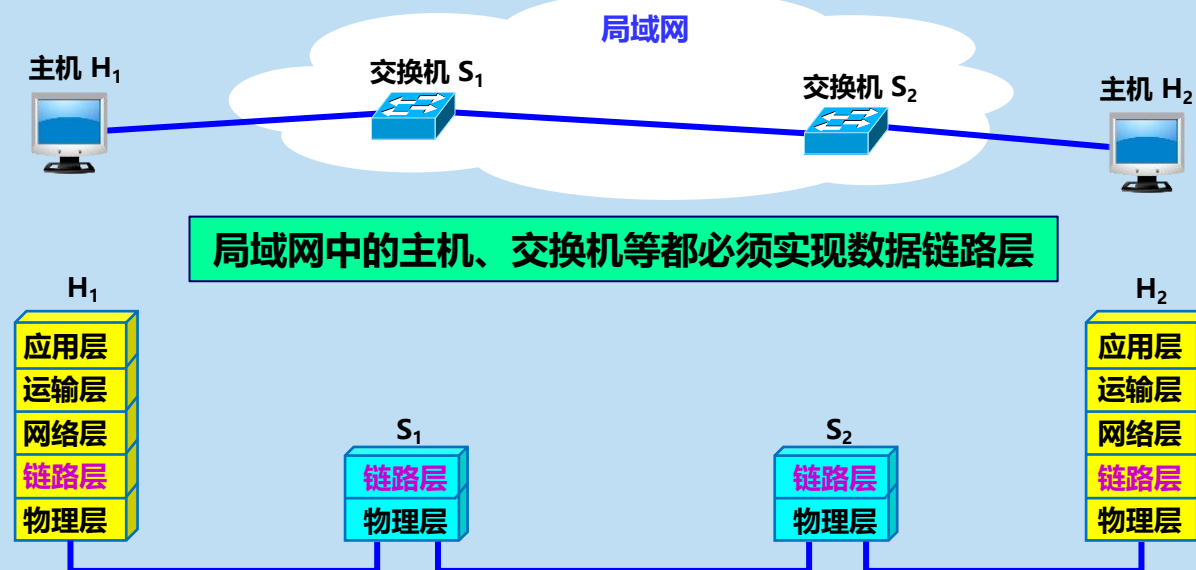 局域网
主机 H₁
交换机 S₁
交换机 S₂
主机 H₂
局域网中的主机、交换机等都必须实现数据链路层
H₁
应用层
运输层
网络层
链路层
物理层
S₁
链路层
物理层
S₂
链路层
物理层
H₂
应用层
运输层
网络层
链路层
物理层